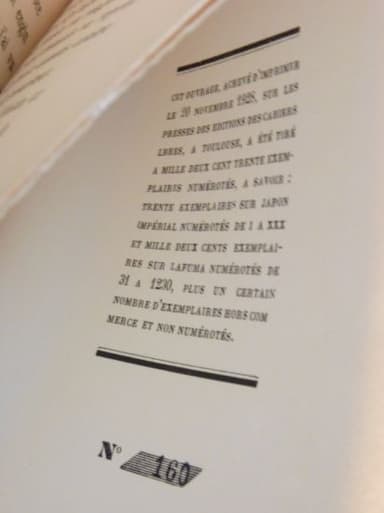 CET OUVRAGE, ACHEVÉ D'IMPRIMER
LE 20 NOVEMBRE 1928, SUR LES
PRESSES DES EDITIONS DES CAHIERS
LBRES, A TOULOUSE, A ÉTÉ TIRÉ
A MILLE DEUX CENT TRENTE EXEM-
PLAIRES NUMÉROTÉS, A SAVOIR :
TRENTE EXEMPLAIRES SUR JAPON
IMPÉRIAL NUMÉROTÉS DE I A XXX
ET MILLE DEUX CENTS EXEMPLAI-
RES SUR LAFUMA NUMÉROTÉS DE
31 A 1230, PLUS UN CERTAIN
NOMBRE D'EXEMPLAIRES HORS COM
MERCE ET NON NUMÉROTÉS.
No 160